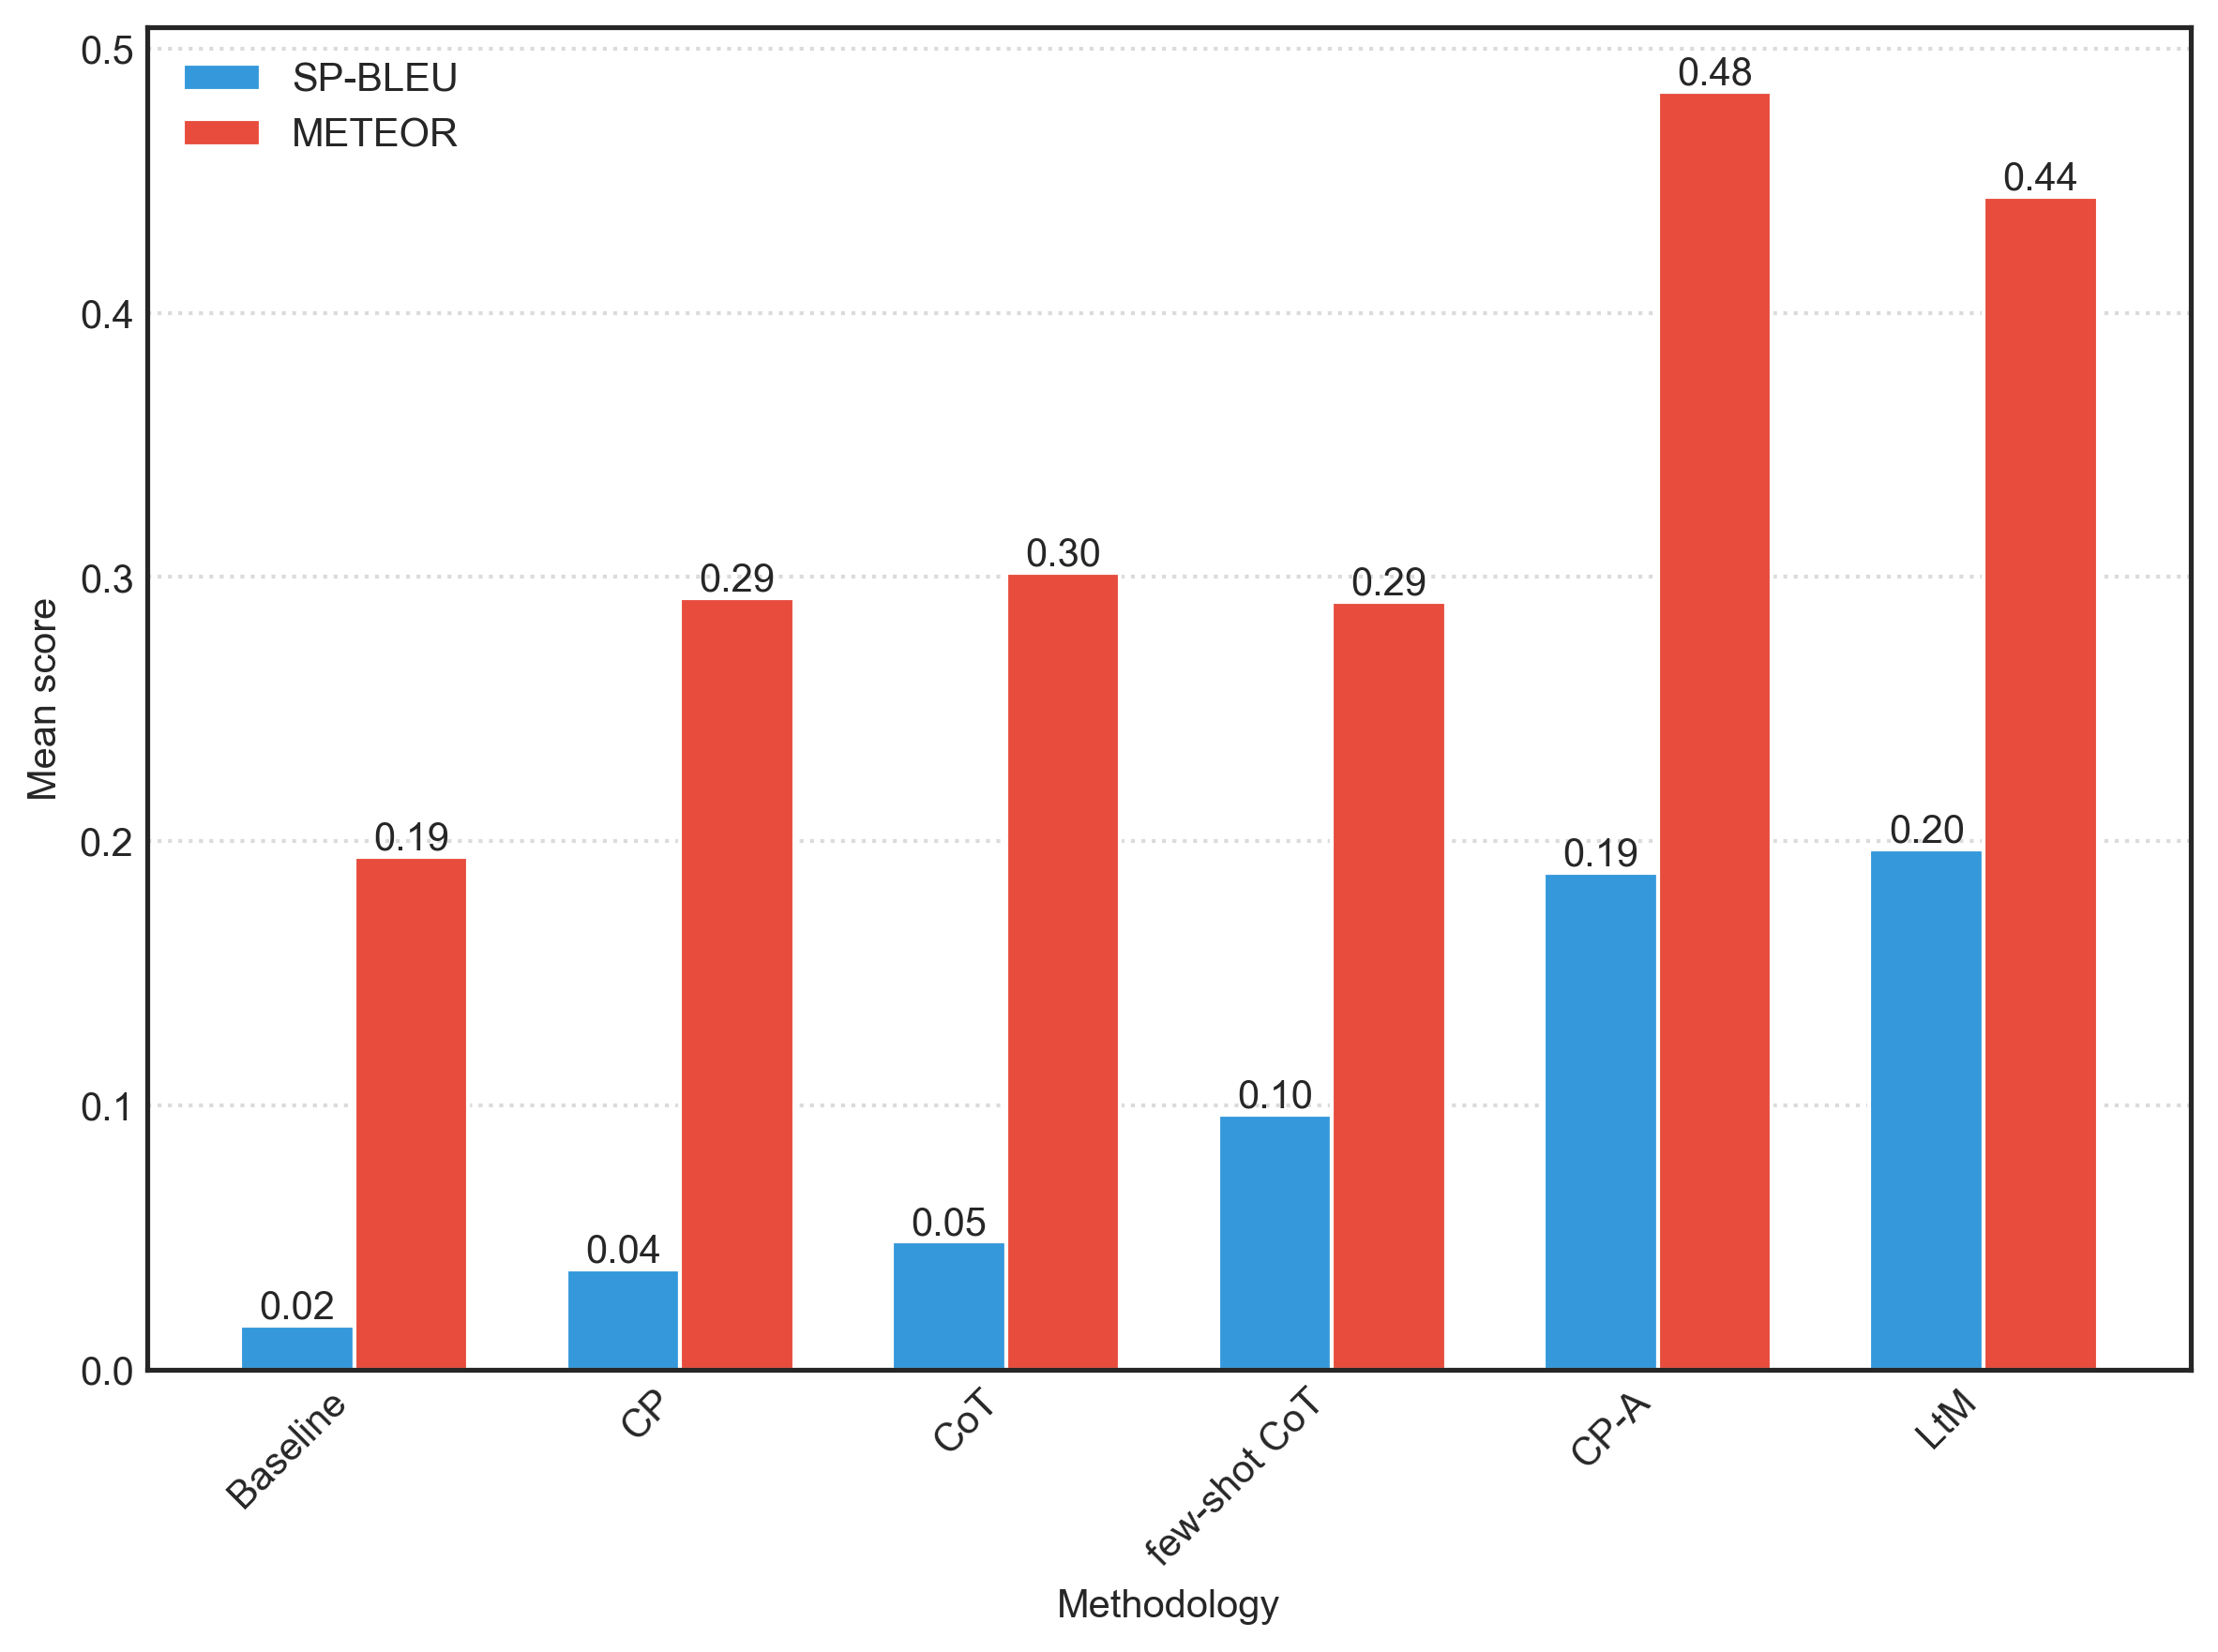 SP-BLEU
METEOR
Mean score
0.5
0.4
0.3
0.2
0.1
0.0
0.02
0.19
0.04
0.29
0.05
0.30
0.10
0.29
0.19
0.48
0.20
0.44
Baseline
CP
CoT
few-shot CoT
CP-A
LtM
Methodology